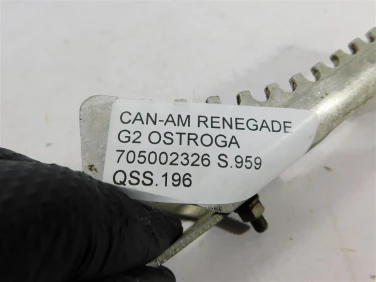 CAN-AM RENEGADE
G2 OSTROGA
705002326 S.959
QSS.196